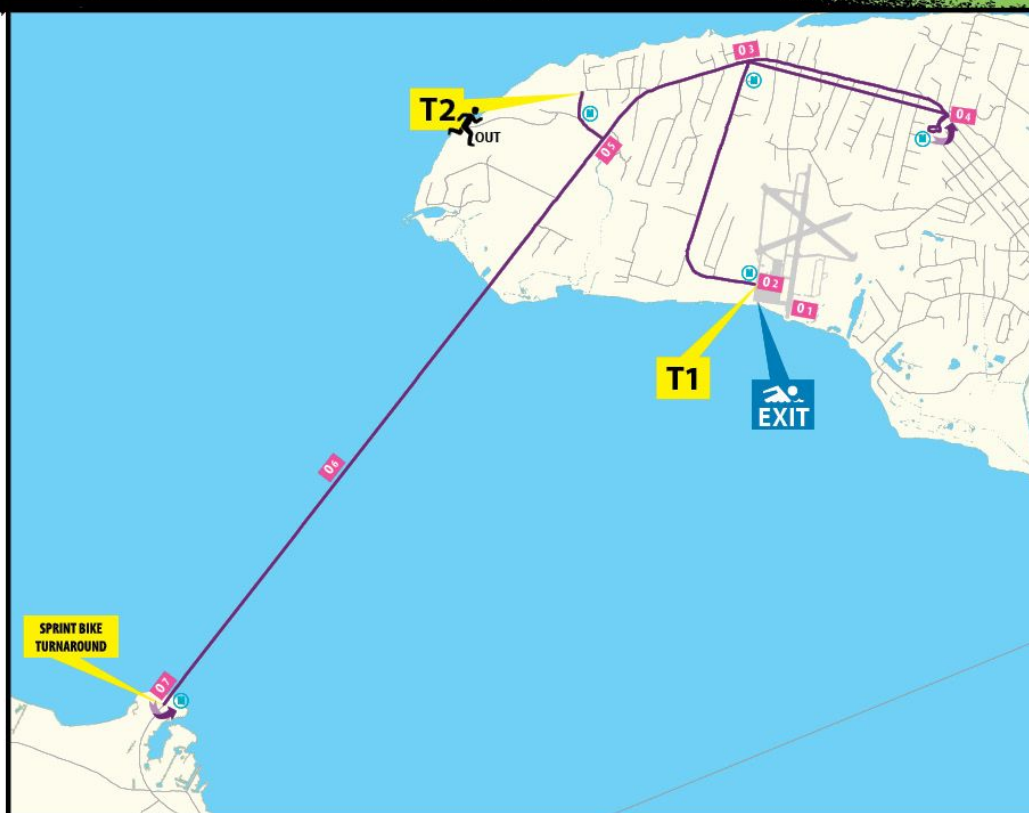 03
T2
OUT
04
05
02
01
T1
EXIT
06
SPRINT BIKE
TURNAROUND
07
M
M
M
M
M